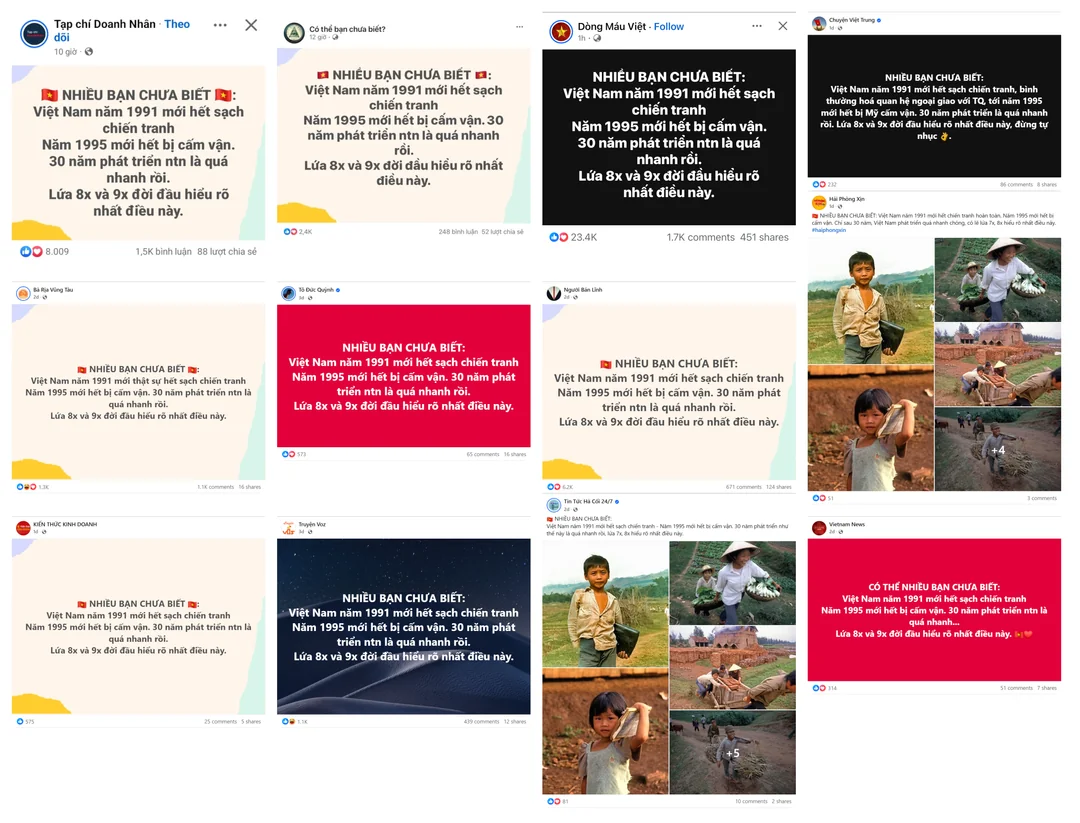 Tạp chí Doanh Nhân · Theo dõi
10 giờ ·
🇻🇳 NHIỀU BẠN CHƯA BIẾT 🇻🇳:
Việt Nam năm 1991 mới hết sạch
chiến tranh
Năm 1995 mới hết bị cấm vận.
30 năm phát triển ntn là quá
nhanh rồi.
Lứa 8x và 9x đời đầu hiểu rõ
nhất điều này.
8.009
1,5K bình luận 88 lượt chia sẻ
Có thể bạn chưa biết?
12 giờ ·
🇻🇳 NHIỀU BẠN CHƯA BIẾT 🇻🇳:
Việt Nam năm 1991 mới hết sạch
chiến tranh
Năm 1995 mới hết bị cấm vận. 30
năm phát triển ntn là quá nhanh
rồi.
Lứa 8x và 9x đời đầu hiểu rõ nhất
điều này.
2,4K
248 bình luận 52 lượt chia sẻ
Dòng Máu Việt · Follow
1h ·
NHIỀU BẠN CHƯA BIẾT:
Việt Nam năm 1991 mới hết sạch
chiến tranh
Năm 1995 mới hết bị cấm vận.
30 năm phát triển ntn là quá
nhanh rồi.
Lứa 8x và 9x đời đầu hiểu rõ
nhất điều này.
23.4K
1.7K comments 451 shares
Chuyện Việt Trung
1d ·
NHIỀU BẠN CHƯA BIẾT:
Việt Nam năm 1991 mới hết sạch chiến tranh, bình
thường hoá quan hệ ngoại giao với TQ, tới năm 1995
mới hết bị Mỹ cấm vận. 30 năm phát triển là quá nhanh
rồi. Lứa 8x và 9x đời đầu hiểu rõ nhất điều này, đừng tự
nhục 👌.
232
86 comments 8 shares
Hải Phòng Xịn
1d ·
🇻🇳 NHIỀU BẠN CHƯA BIẾT: Việt Nam năm 1991 mới hết sạch chiến tranh hoàn toàn. Năm 1995 mới hết bị
cấm vận. Chỉ sau 30 năm, Việt Nam phát triển quá nhanh chóng, có lẽ lứa 7x, 8x hiểu rõ nhất điều này.
#haiphongxin
+4
51
3 comments
Bà Rịa Vũng Tàu
2d ·
🇻🇳 NHIỀU BẠN CHƯA BIẾT 🇻🇳:
Việt Nam năm 1991 mới thật sự hết sạch chiến tranh
Năm 1995 mới hết bị cấm vận. 30 năm phát triển ntn là
quá nhanh rồi.
Lứa 8x và 9x đời đầu hiểu rõ nhất điều này.
1.3K
1.1K comments 16 shares
Tô Đức Quỳnh
3d ·
NHIỀU BẠN CHƯA BIẾT:
Việt Nam năm 1991 mới hết sạch chiến tranh
Năm 1995 mới hết bị cấm vận. 30 năm phát
triển ntn là quá nhanh rồi.
Lứa 8x và 9x đời đầu hiểu rõ nhất điều này.
573
65 comments 16 shares
Người Bản Lĩnh
2d ·
🇻🇳 NHIỀU BẠN CHƯA BIẾT:
Việt Nam năm 1991 mới hết sạch chiến tranh
Năm 1995 mới hết bị cấm vận. 30 năm phát
triển ntn là quá nhanh rồi.
Lứa 8x và 9x đời đầu hiểu rõ nhất điều này.
6.2K
671 comments 124 shares
KIẾN THỨC KINH DOANH
1d ·
🇻🇳 NHIỀU BẠN CHƯA BIẾT 🇻🇳:
Việt Nam năm 1991 mới hết sạch chiến tranh
Năm 1995 mới hết bị cấm vận. 30 năm phát triển ntn là
quá nhanh rồi.
Lứa 8x và 9x đời đầu hiểu rõ nhất điều này.
575
25 comments 5 shares
Truyện Voz
3d ·
NHIỀU BẠN CHƯA BIẾT:
Việt Nam năm 1991 mới hết sạch chiến tranh
Năm 1995 mới hết bị cấm vận. 30 năm phát
triển ntn là quá nhanh rồi.
Lứa 8x và 9x đời đầu hiểu rõ nhất điều này.
1.1K
439 comments 12 shares
Tin Tức Hà Cối 24/7
2d ·
🇻🇳 NHIỀU BẠN CHƯA BIẾT:
Việt Nam năm 1991 mới hết sạch chiến tranh - Năm 1995 mới hết bị cấm vận. 30 năm phát triển như
thế này là quá nhanh rồi, lứa 7x, 8x hiểu rõ nhất điều này.
+5
81
10 comments 2 shares
Vietnam News
2d ·
CÓ THỂ NHIỀU BẠN CHƯA BIẾT:
Việt Nam năm 1991 mới hết sạch chiến tranh
Năm 1995 mới hết bị cấm vận. 30 năm phát triển ntn là
quá nhanh...
Lứa 8x và 9x đời đầu hiểu rõ nhất điều này. 🇻🇳❤️
314
51 comments 7 shares